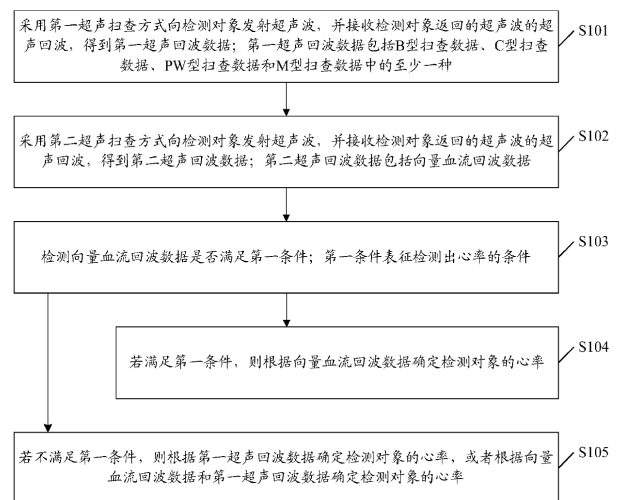 采用第一超声扫查方式向检测对象发射超声波，并接收检测对象返回的超声波的超
声回波，得到第一超声回波数据；第一超声回波数据包括B型扫查数据、C型扫查
数据、PW型扫查数据和M型扫查数据中的至少一种
S101
采用第二超声扫查方式向检测对象发射超声波，并接收检测对象返回的超声波的超
声回波，得到第二超声回波数据；第二超声回波数据包括向量血流回波数据
S102
检测向量血流回波数据是否满足第一条件；第一条件表征检测出心率的条件
S103
若满足第一条件，则根据向量血流回波数据确定检测对象的心率
S104
若不满足第一条件，则根据第一超声回波数据确定检测对象的心率，或者根据向量
血流回波数据和第一超声回波数据确定检测对象的心率
S105